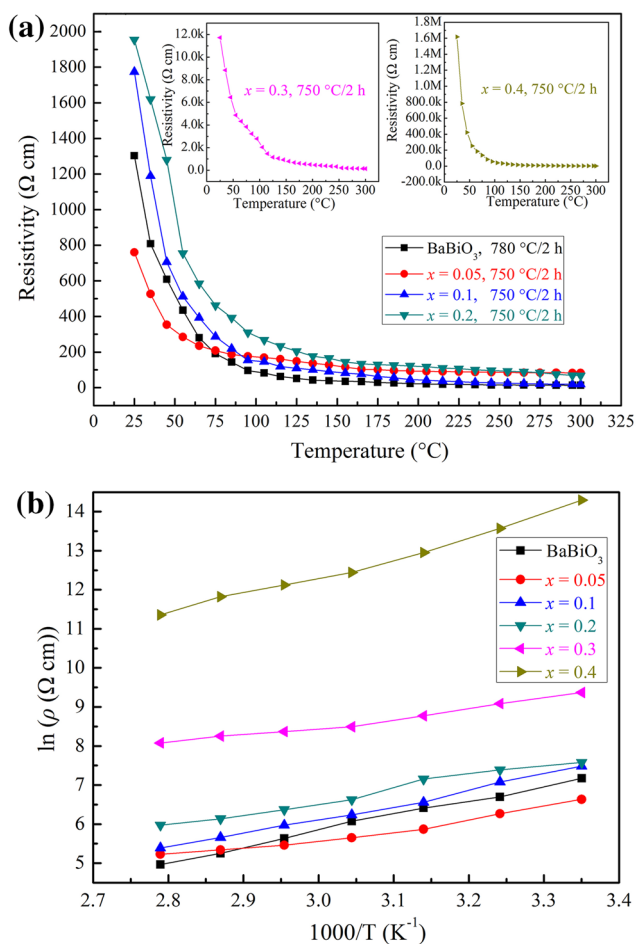 (a)
2000
1800
1600
1400
1200
1000
800
600
400
200
0
Resistivity (Ω cm)
0 25 50 75 100 125 150 175 200 225 250 275 300 325
Temperature (°C)
12.0k
10.0k
8.0k
6.0k
4.0k
2.0k
0.0
Resistivity (Ω cm)
x = 0.3, 750 °C/2 h
0 50 100 150 200 250 300
Temperature (°C)
1.8M
1.6M
1.4M
1.2M
1.0M
800.0k
600.0k
400.0k
200.0k
0.0
-200.0k
Resistivity (Ω cm)
x = 0.4, 750 °C/2 h
0 50 100 150 200 250 300
Temperature (°C)
BaBiO₃, 780 °C/2 h
x = 0.05, 750 °C/2 h
x = 0.1, 750 °C/2 h
x = 0.2, 750 °C/2 h
(b)
14
13
12
11
10
9
8
7
6
5
ln (ρ (Ω cm))
BaBiO₃
x = 0.05
x = 0.1
x = 0.2
x = 0.3
x = 0.4
2.7 2.8 2.9 3.0 3.1 3.2 3.3 3.4
1000/T (K⁻¹)